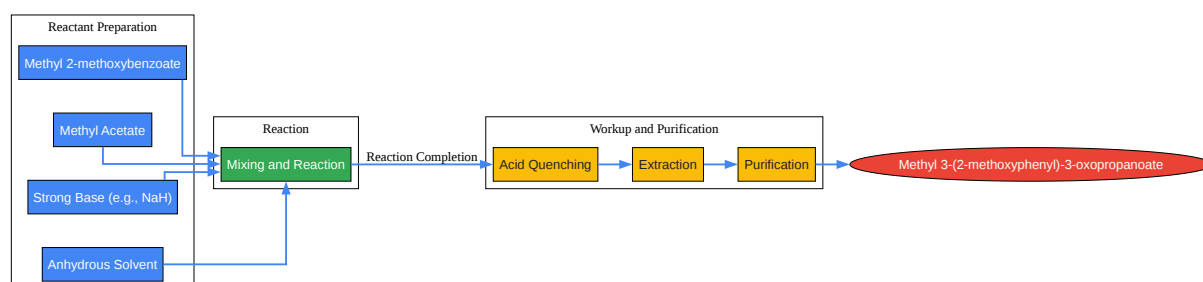 Reactant Preparation
Methyl 2-methoxybenzoate
Methyl Acetate
Strong Base (e.g., NaH)
Anhydrous Solvent
Reaction
Mixing and Reaction
Reaction Completion
Workup and Purification
Acid Quenching
Extraction
Purification
Methyl 3-(2-methoxyphenyl)-3-oxopropanoate